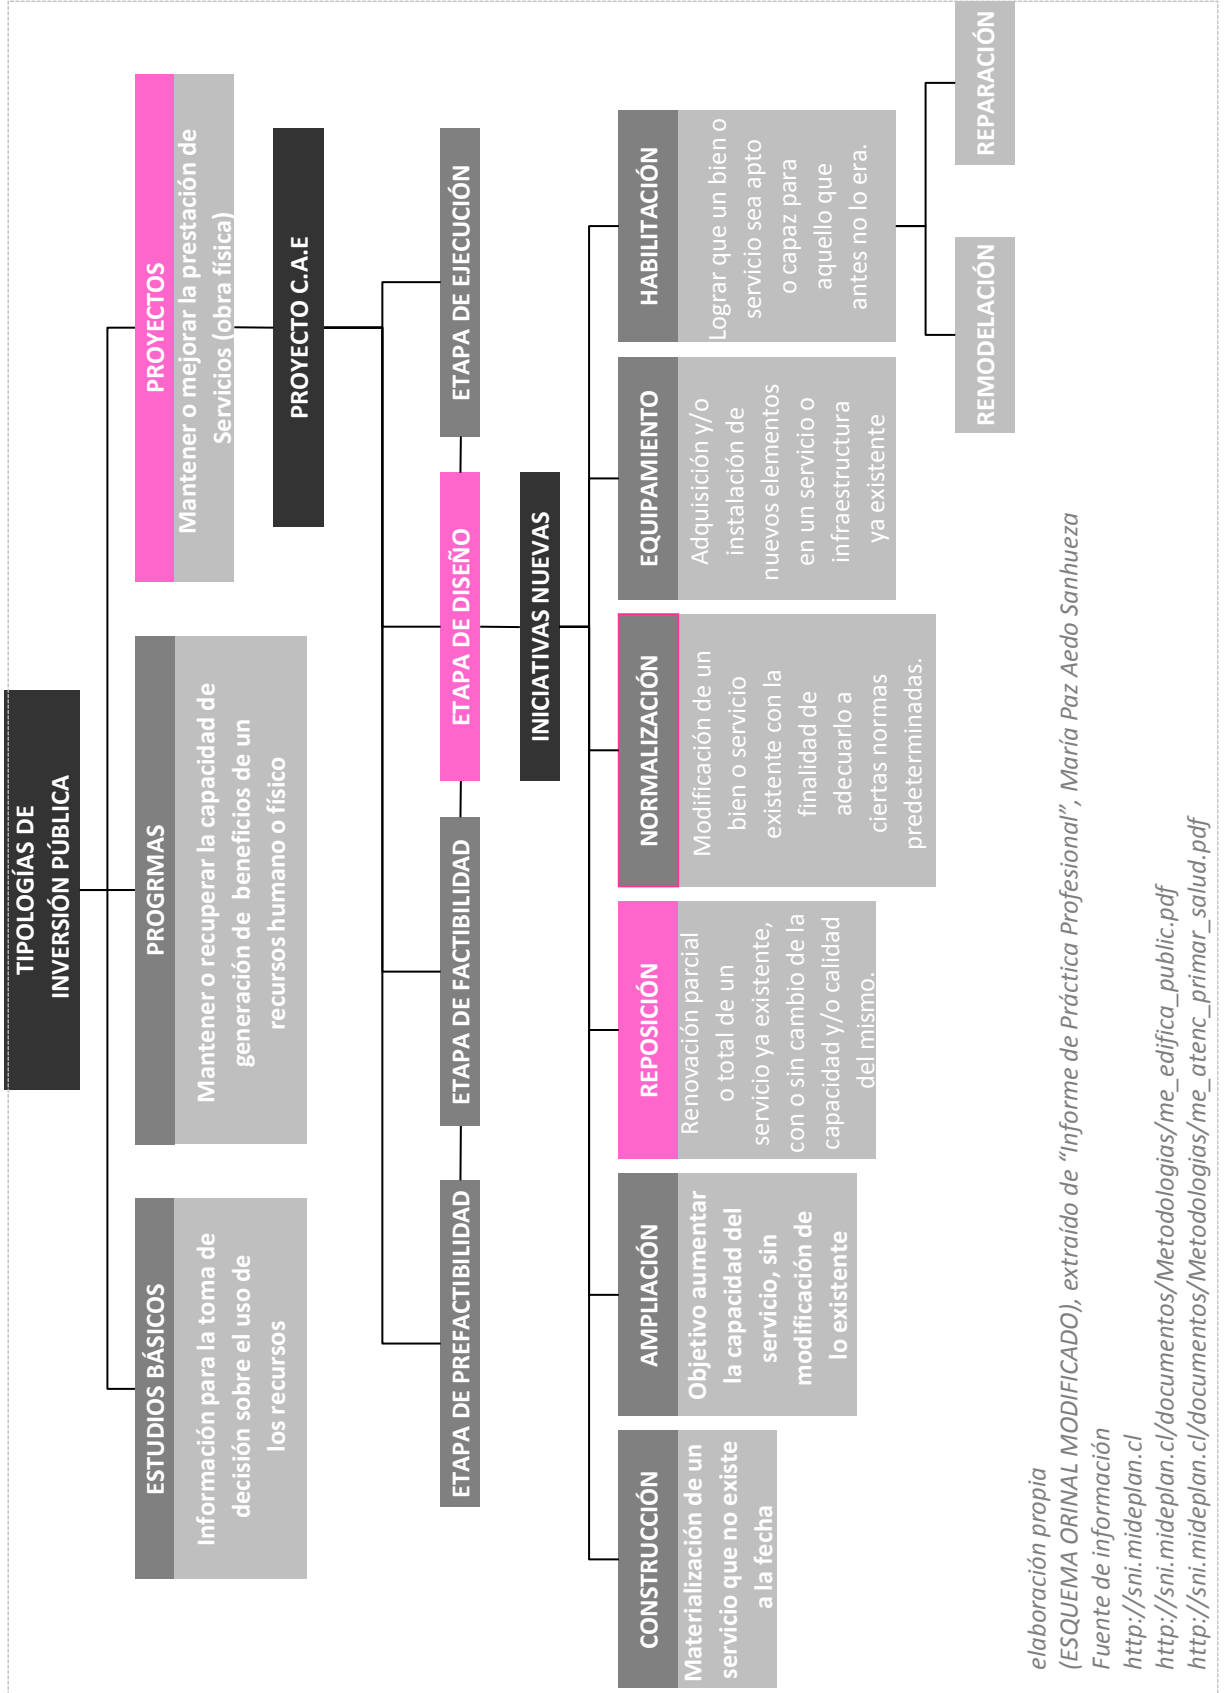 TIPOLOGÍAS DE
INVERSIÓN PÚBLICA
ESTUDIOS BÁSICOS
Información para la toma de
decisión sobre el uso de
los recursos
PROGRMAS
Mantener o recuperar la capacidad de
generación de beneficios de un
recursos humano o físico
PROYECTOS
Mantener o mejorar la prestación de
Servicios (obra física)
PROYECTO C.A.E
ETAPA DE PREFACTIBILIDAD
ETAPA DE FACTIBILIDAD
ETAPA DE DISEÑO
ETAPA DE EJECUCIÓN
INICIATIVAS NUEVAS
CONSTRUCCIÓN
Materialización de un
servicio que no existe
a la fecha
AMPLIACIÓN
Objetivo aumentar
la capacidad del
servicio, sin
modificación de
lo existente
REPOSICIÓN
Renovación parcial
o total de un
servicio ya existente,
con o sin cambio de la
capacidad y/o calidad
del mismo.
NORMALIZACIÓN
Modificación de un
bien o servicio
existente con la
finalidad de
adecuarlo a
ciertas normas
predeterminadas.
EQUIPAMIENTO
Adquisición y/o
instalación de
nuevos elementos
en un servicio o
infraestructura
ya existente
HABILITACIÓN
Lograr que un bien o
servicio sea apto
o capaz para
aquello que
antes no lo era.
REMODELACIÓN
REPARACIÓN
elaboración propia
(ESQUEMA ORINAL MODIFICADO), extraído de “Informe de Práctica Profesional”, María Paz Aedo Sanhueza
Fuente de información
http://sni.mideplan.cl
http://sni.mideplan.cl/documentos/Metodologias/me_edifica_public.pdf
http://sni.mideplan.cl/documentos/Metodologias/me_atenc_primar_salud.pdf